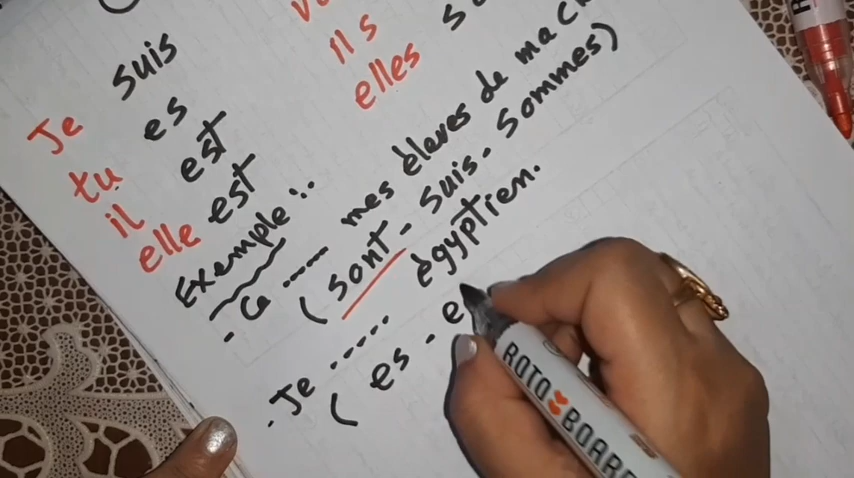 Je suis
tu es
il est
elle est
ils
elles
Exemple :.
. Ce ...... mes élèves de ma
( sont - suis - sommes )
. Je ..... égyptien.
( es - e
ROTO BOARD